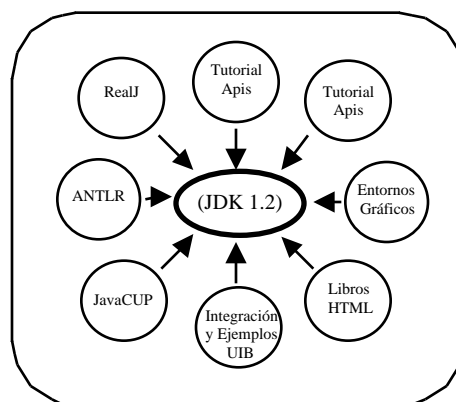 RealJ
Tutorial
Apis
Tutorial
Apis
ANTLR
(JDK 1.2)
Entornos
Gráficos
JavaCUP
Integración
y Ejemplos
UIB
Libros
HTML